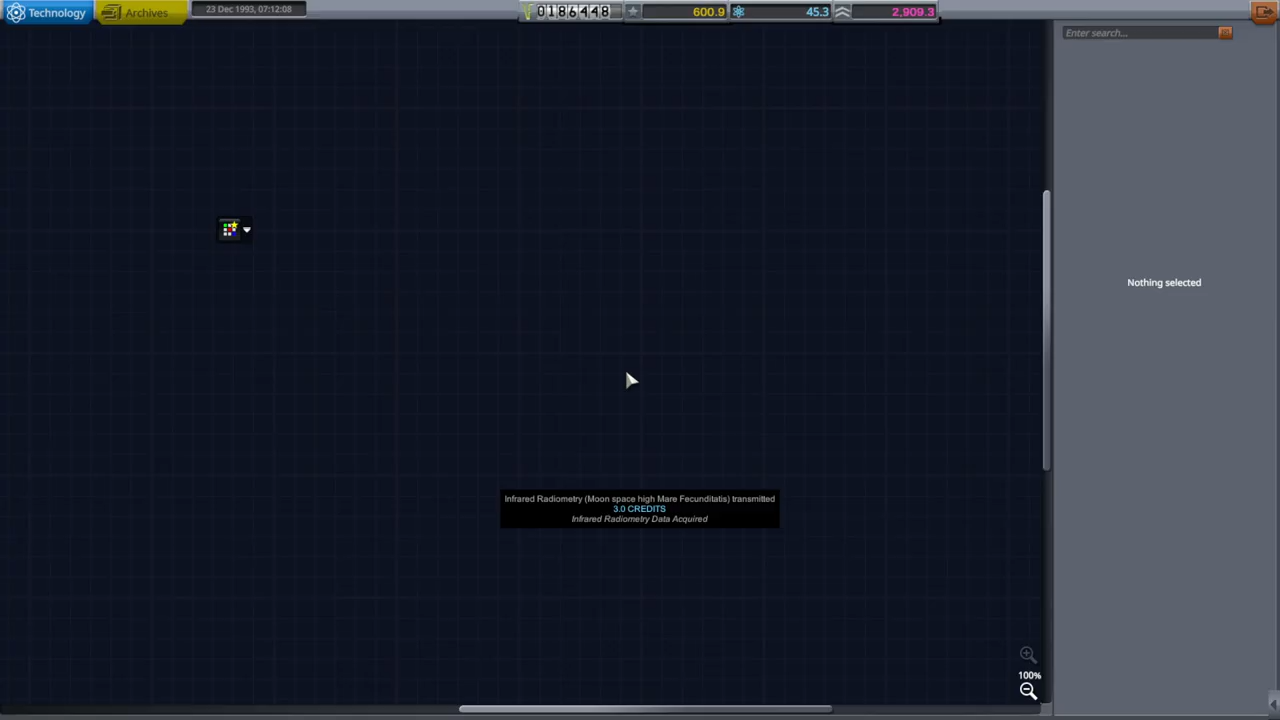 Technology
Archives
23 Dec 1993, 07:12:08
0186448
600.9
45.3
2,909.3
Enter search...
Nothing selected
Infrared Radiometry (Moon space high Mare Fecunditatis) transmitted
3.0 CREDITS
Infrared Radiometry Data Acquired
100%